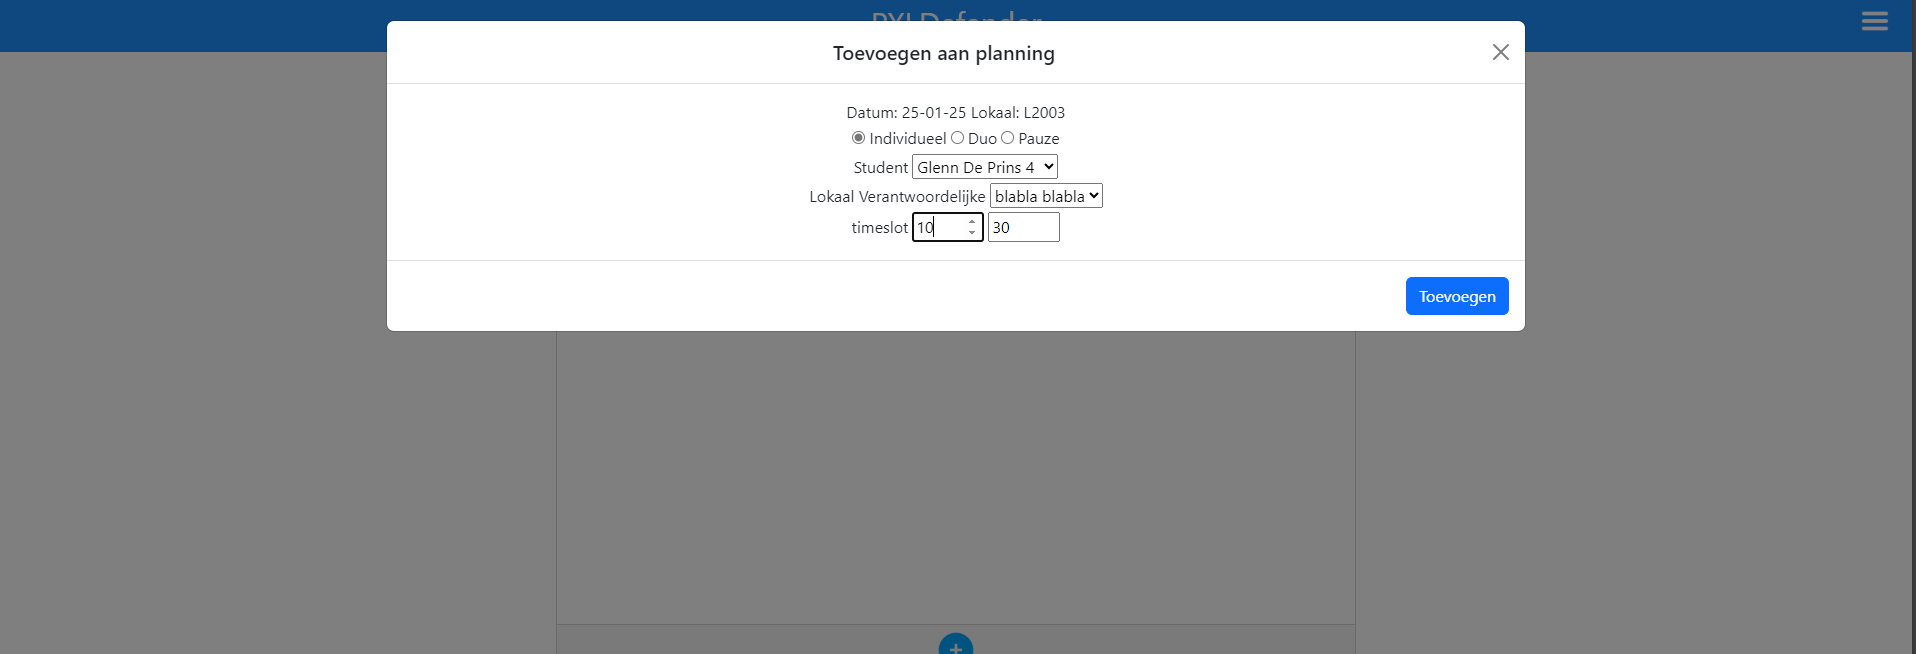 Toevoegen aan planning
Datum: 25-01-25 Lokaal: L2003
Individueel Duo Pauze
Student Glenn De Prins 4
Lokaal Verantwoordelijke blabla blabla
timeslot 10 30
Toevoegen